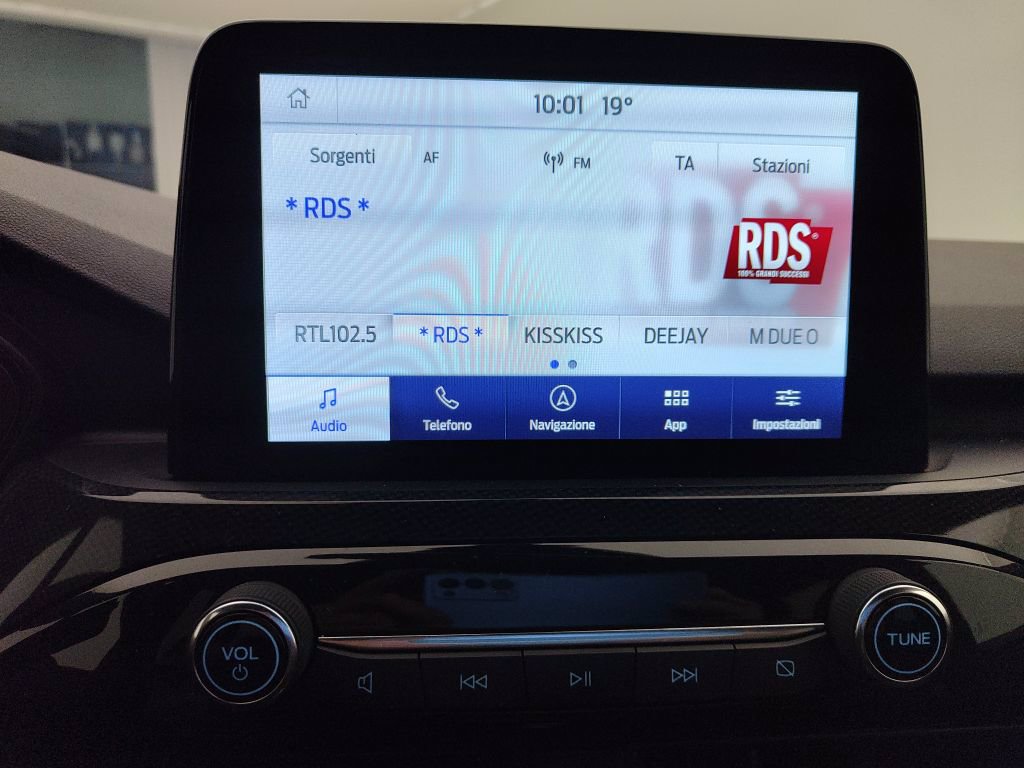 10:01 19°
Sorgenti AF FM TA Stazioni
* RDS *
RDS®
100% GRANDI SUCCESSI
RTL102.5 * RDS * KISSKISS DEEJAY M DUE O
Audio Telefono Navigazione App Impostazioni
VOL TUNE